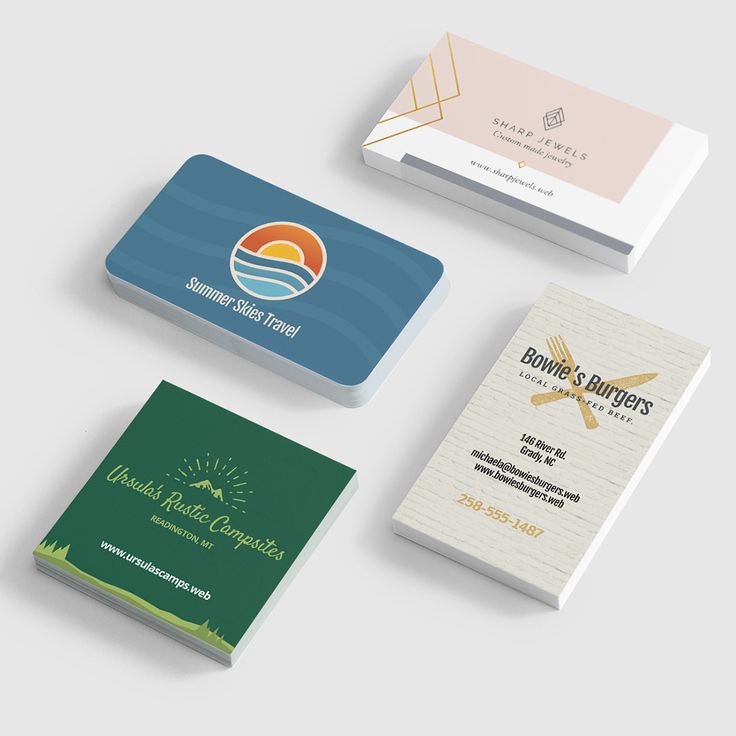 SHARP JEWELS
Custom made jewelry
www.sharpjewels.web
Summer Skies Travel
Bowie's Burgers
LOCAL GRASS-FED BEEF.
146 River Rd.
Grady, NC
michaela@bowiesburgers.web
www.bowiesburgers.web
258-555-1487
Ursula's Rustic Campsites
READINGTON, MT
www.ursulascamps.web